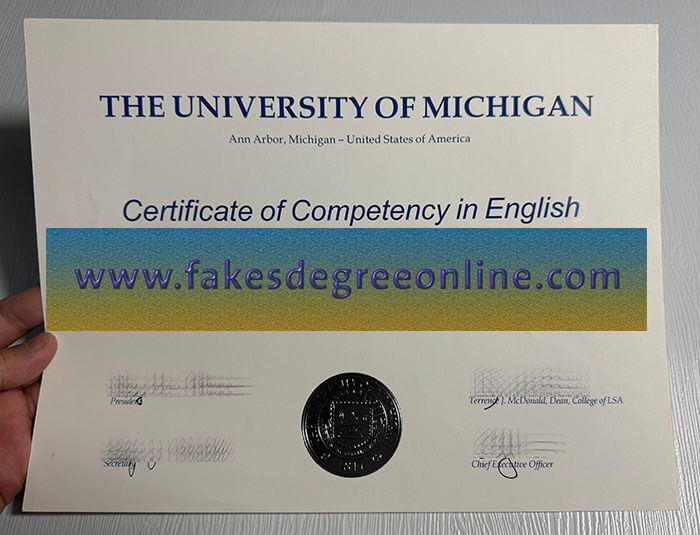 THE UNIVERSITY OF MICHIGAN
Ann Arbor, Michigan – United States of America
Certificate of Competency in English
www.fakesdegreeonline.com
President
Terrence J. McDonald, Dean, College of LSA
Secretary
Chief Executive Officer